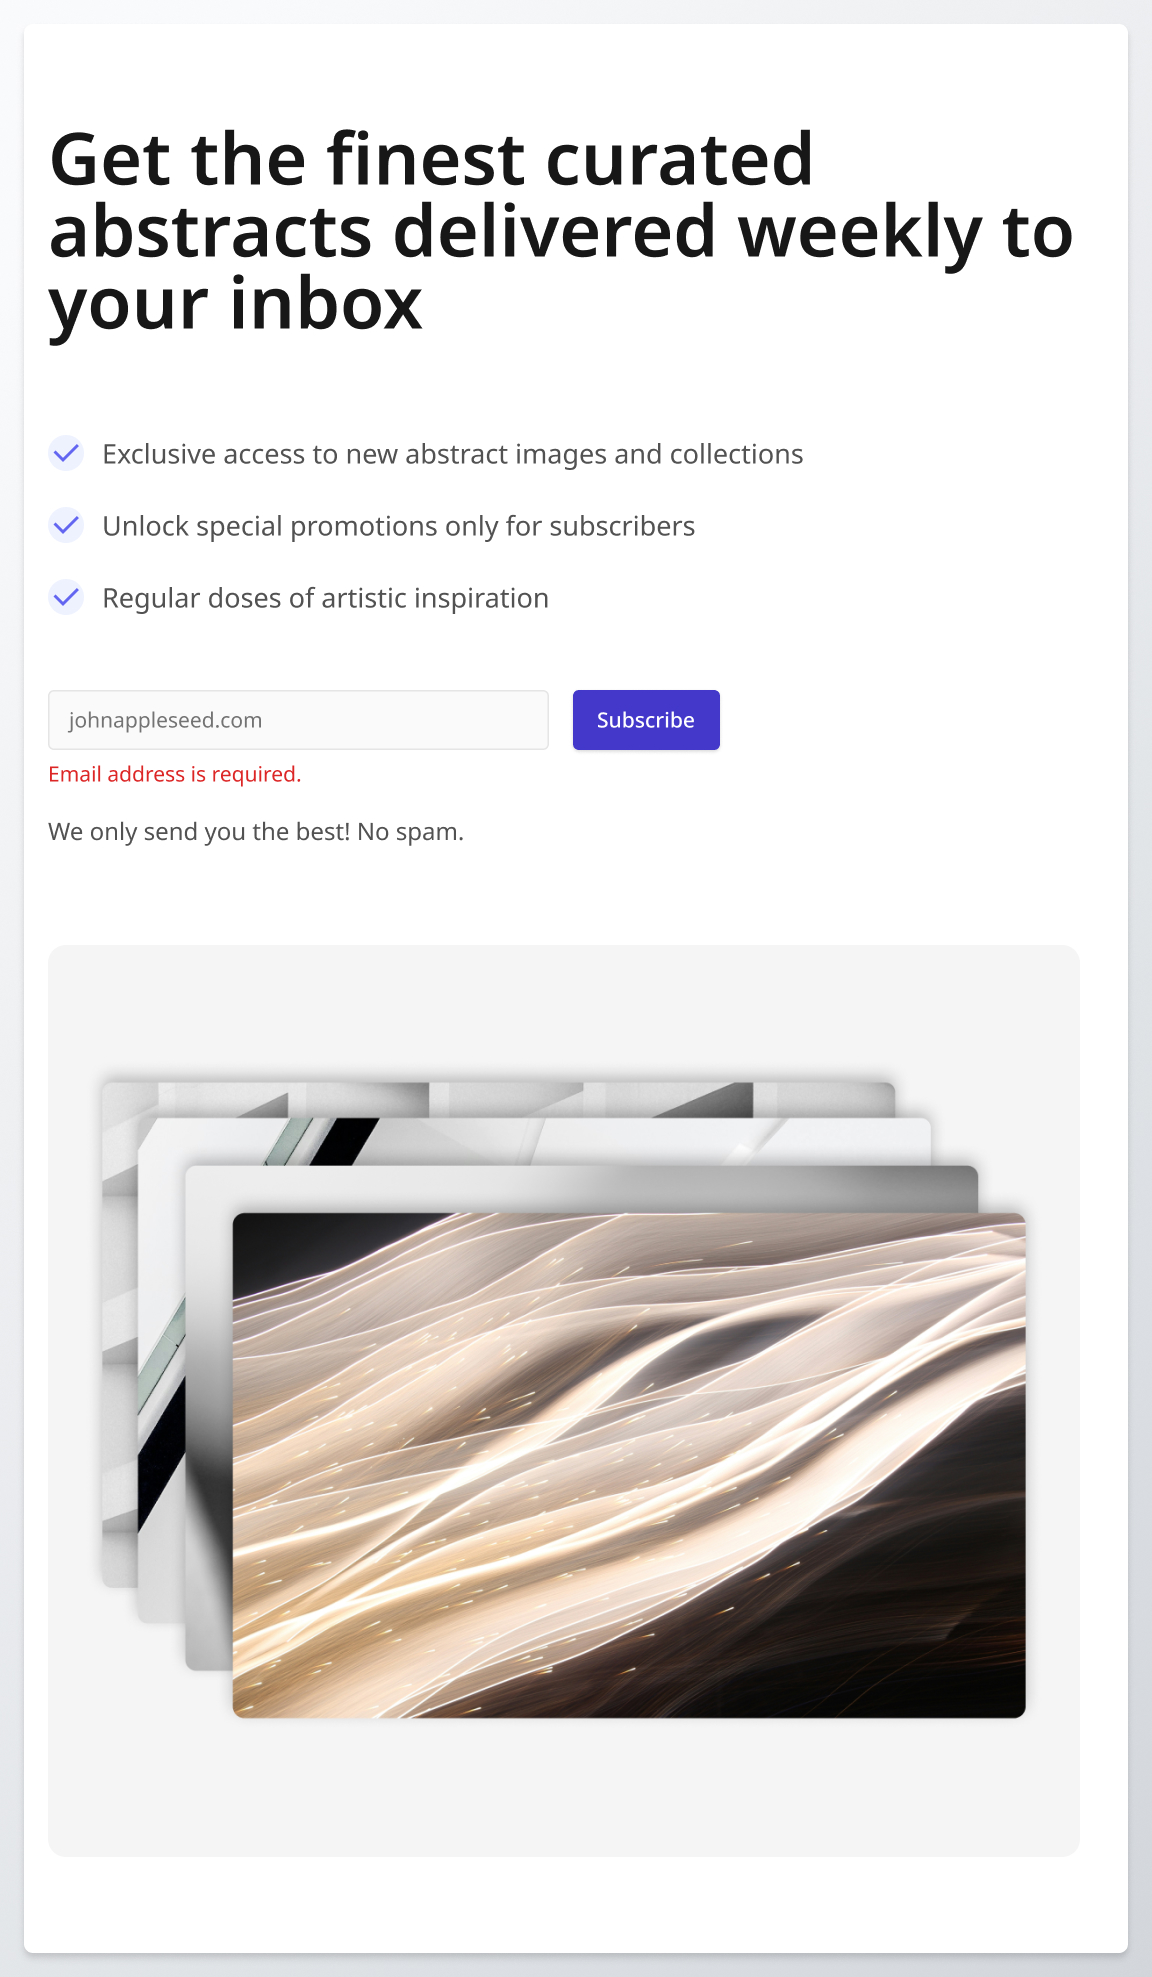 Get the finest curated
abstracts delivered weekly to
your inbox
Exclusive access to new abstract images and collections
Unlock special promotions only for subscribers
Regular doses of artistic inspiration
johnappleseed.com
Subscribe
Email address is required.
We only send you the best! No spam.